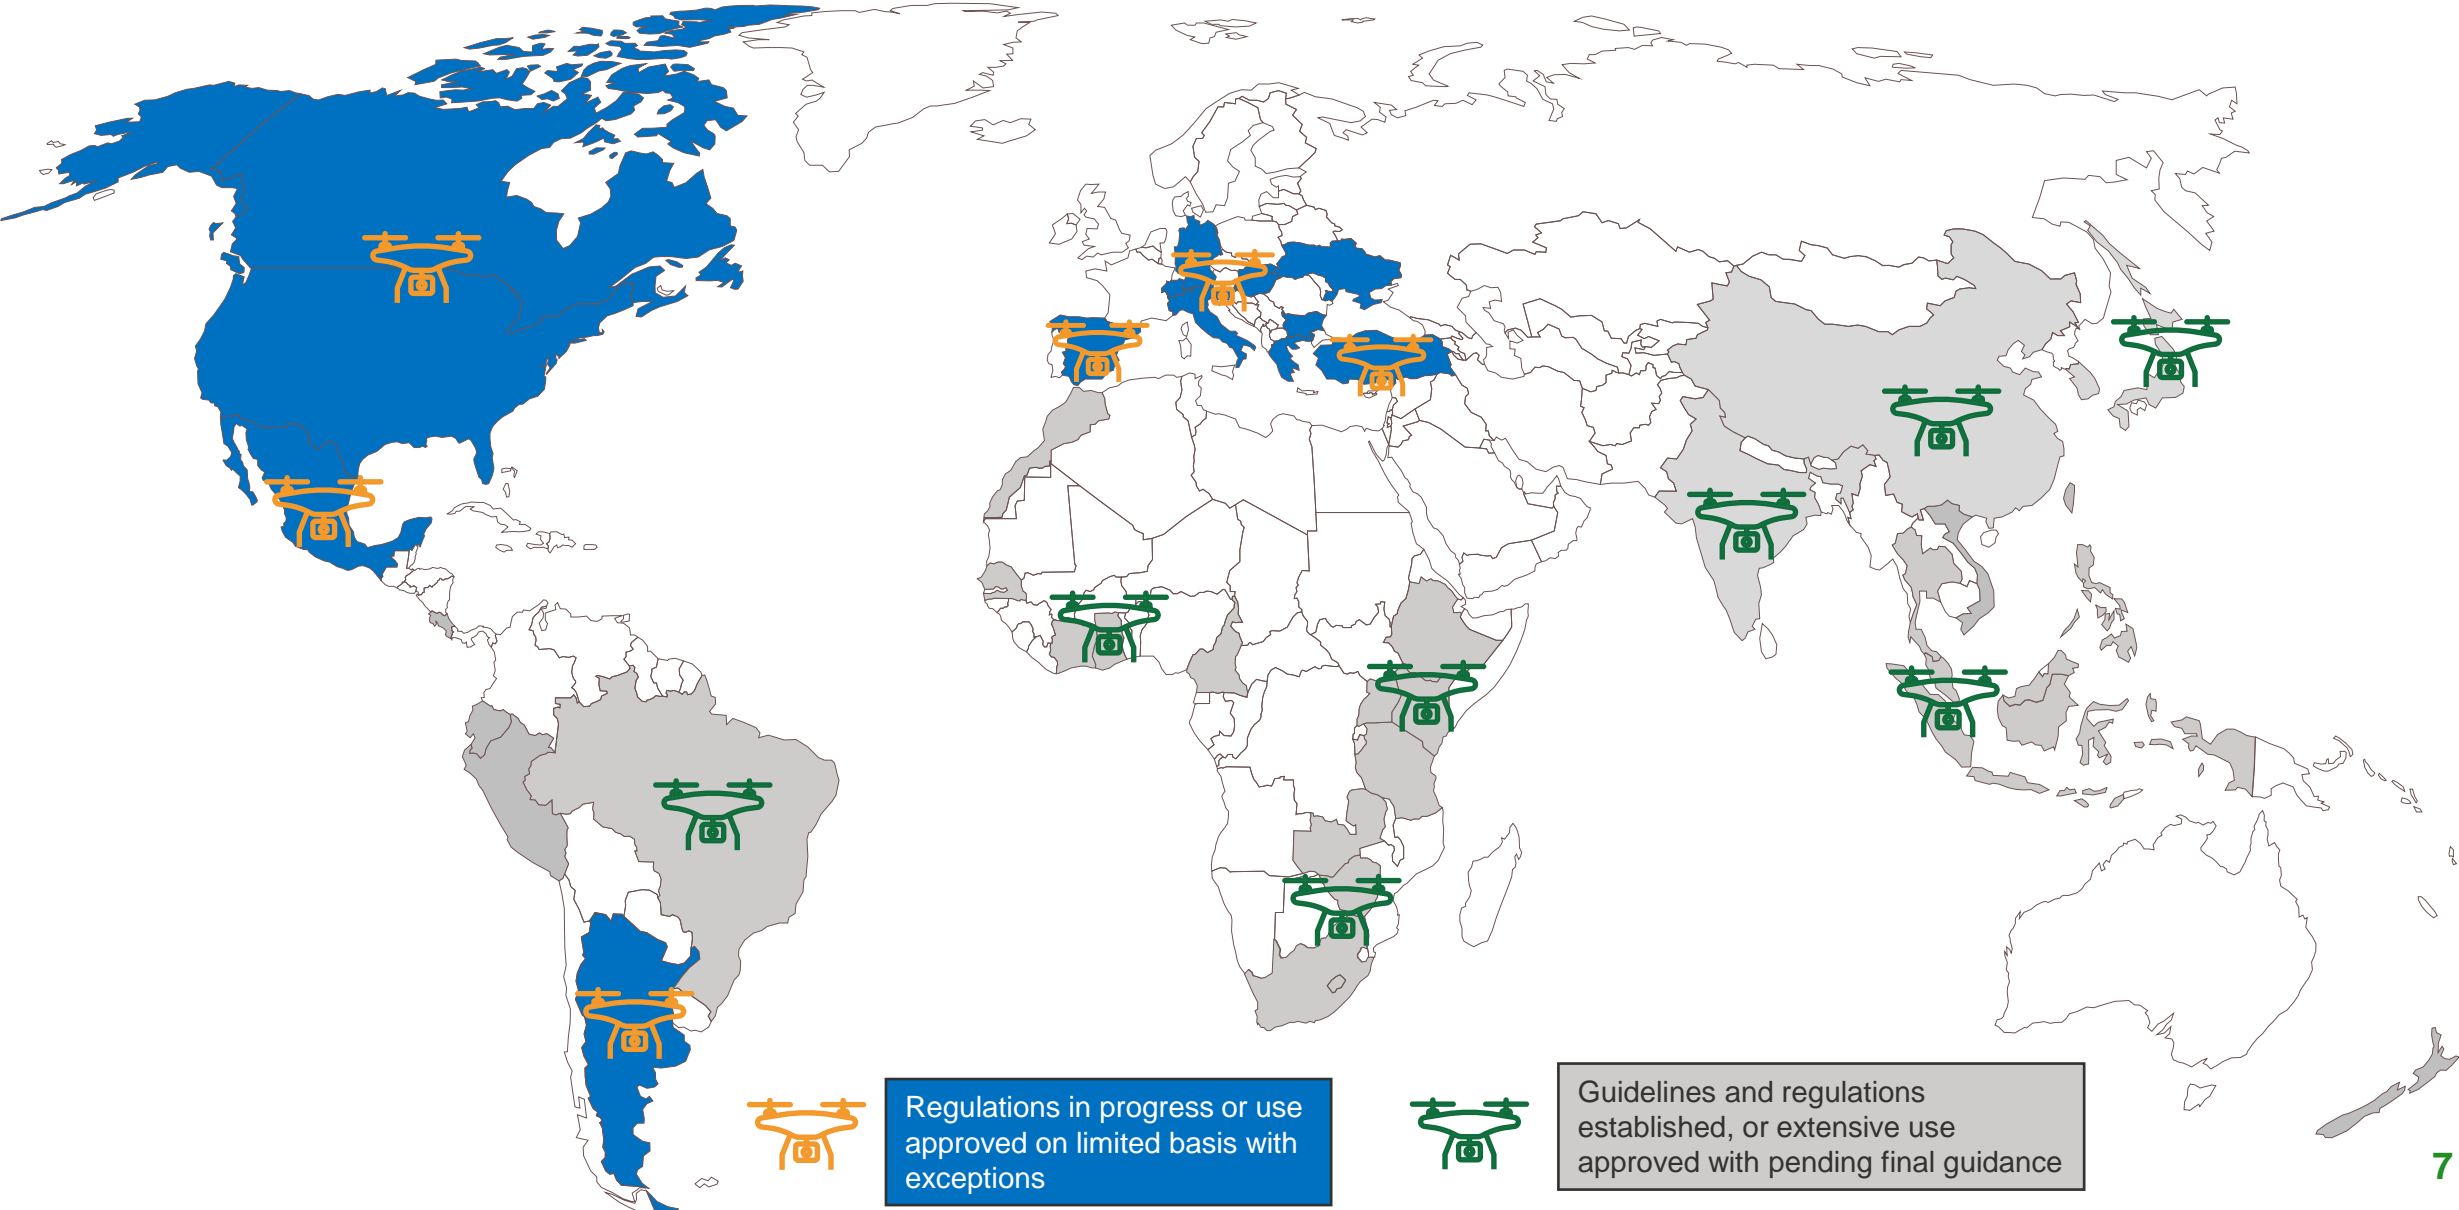 Regulations in progress or use
approved on limited basis with
exceptions
Guidelines and regulations
established, or extensive use
approved with pending final guidance
7